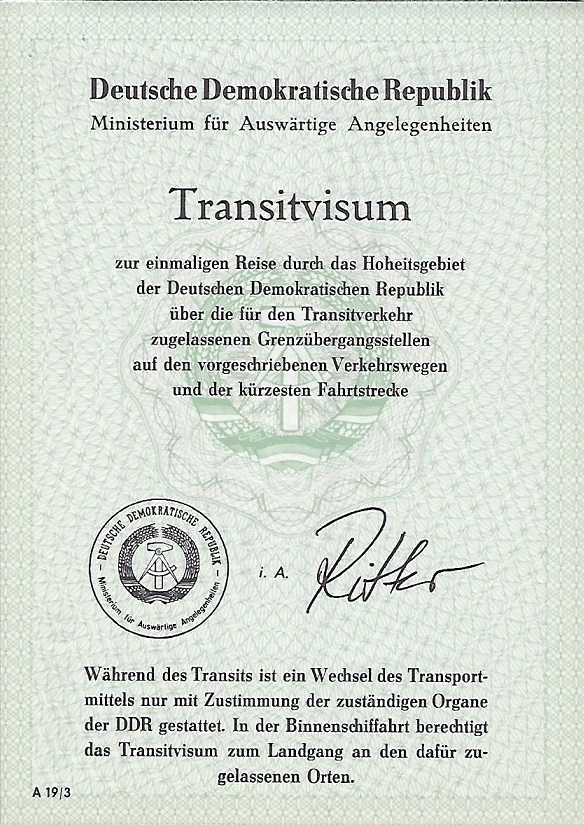 Deutsche Demokratische Republik
Ministerium für Auswärtige Angelegenheiten
Transitvisum
zur einmaligen Reise durch das Hoheitsgebiet
der Deutschen Demokratischen Republik
über die für den Transitverkehr
zugelassenen Grenzübergangsstellen
auf den vorgeschriebenen Verkehrswegen
und der kürzesten Fahrtstrecke
– DEUTSCHE DEMOKRATISCHE REPUBLIK –
Ministerium für Auswärtige Angelegenheiten
i. A.
Während des Transits ist ein Wechsel des Transport-
mittels nur mit Zustimmung der zuständigen Organe
der DDR gestattet. In der Binnenschiffahrt berechtigt
das Transitvisum zum Landgang an den dafür zu-
gelassenen Orten.
A 19/3